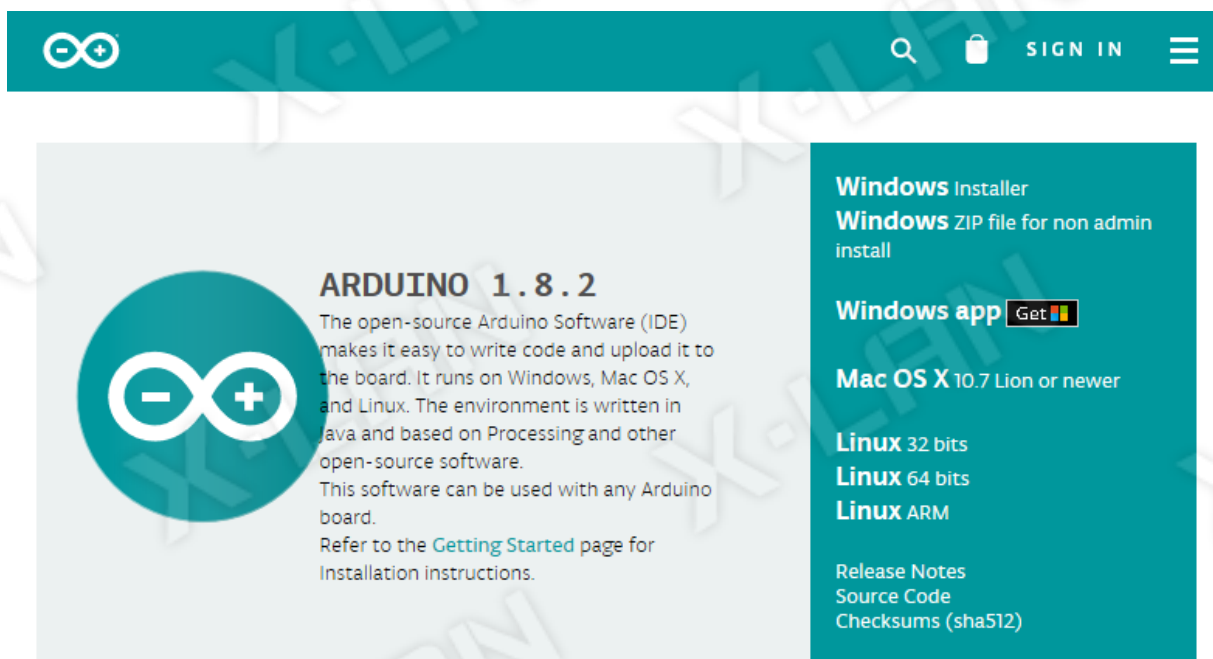 SIGN IN
ARDUINO 1.8.2
The open-source Arduino Software (IDE)
makes it easy to write code and upload it to
the board. It runs on Windows, Mac OS X,
and Linux. The environment is written in
Java and based on Processing and other
open-source software.
This software can be used with any Arduino
board.
Refer to the Getting Started page for
Installation instructions.
Windows Installer
Windows ZIP file for non admin
install
Windows app Get
Mac OS X 10.7 Lion or newer
Linux 32 bits
Linux 64 bits
Linux ARM
Release Notes
Source Code
Checksums (sha512)
X-LAN
X-LAN
X-LAN
X-LAN
X-LAN